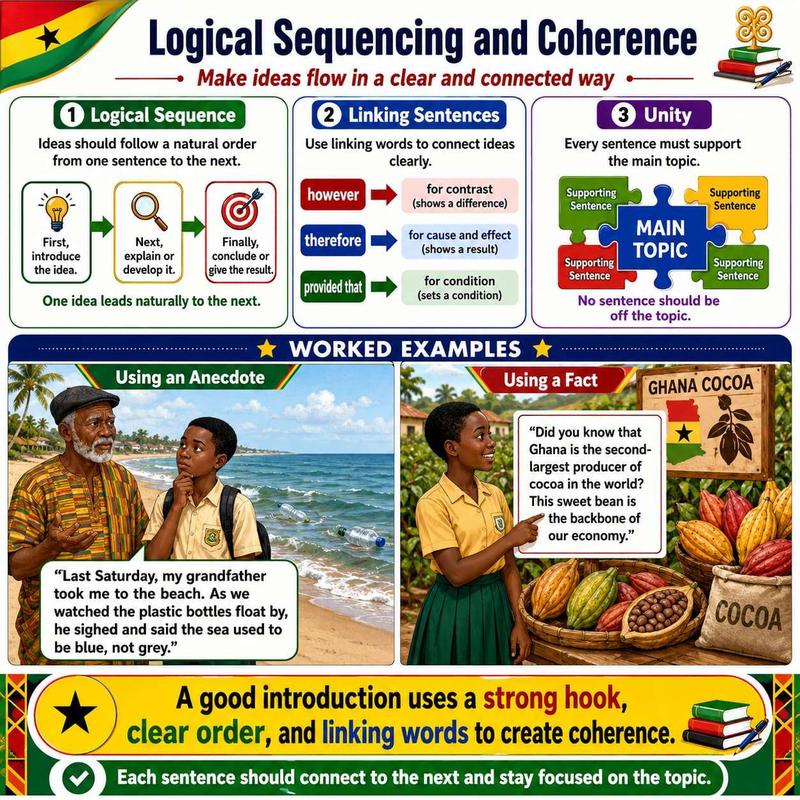 Logical Sequencing and Coherence
Make ideas flow in a clear and connected way
1 Logical Sequence
Ideas should follow a natural order
from one sentence to the next.
First,
introduce
the idea.
Next,
explain or
develop it.
Finally,
conclude or
give the result.
One idea leads naturally to the next.
2 Linking Sentences
Use linking words to connect ideas
clearly.
however
for contrast
(shows a difference)
therefore
for cause and effect
(shows a result)
provided that
for condition
(sets a condition)
3 Unity
Every sentence must support
the main topic.
Supporting
Sentence
Supporting
Sentence
MAIN
TOPIC
Supporting
Sentence
Supporting
Sentence
No sentence should be
off the topic.
WORKED EXAMPLES
Using an Anecdote
“Last Saturday, my grandfather
took me to the beach. As we
watched the plastic bottles float by,
he sighed and said the sea used to
be blue, not grey.”
Using a Fact
“Did you know that
Ghana is the second-
largest producer of
cocoa in the world?
This sweet bean is
the backbone of
our economy.”
GHANA COCOA
COCOA
A good introduction uses a strong hook,
clear order, and linking words to create coherence.
Each sentence should connect to the next and stay focused on the topic.